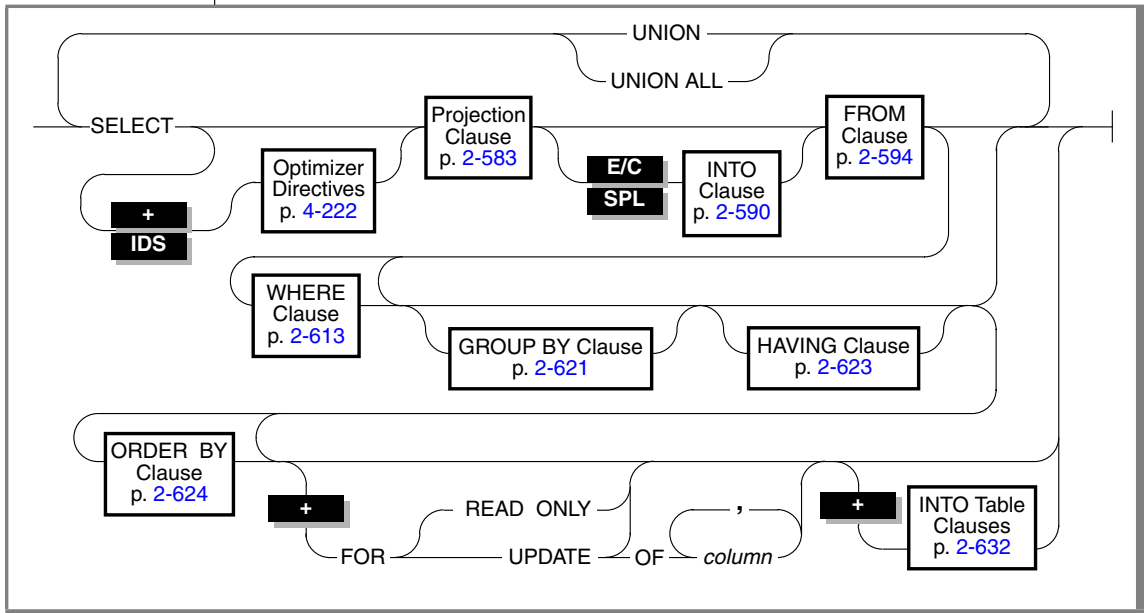 UNION
UNION ALL
SELECT
Optimizer
Directives
p. 4-222
+
IDS
Projection
Clause
p. 2-583
E/C
SPL
INTO
Clause
p. 2-590
FROM
Clause
p. 2-594
WHERE
Clause
p. 2-613
GROUP BY Clause
p. 2-621
HAVING Clause
p. 2-623
ORDER BY
Clause
p. 2-624
+
FOR
READ ONLY
UPDATE
OF
,
column
+
INTO Table
Clauses
p. 2-632